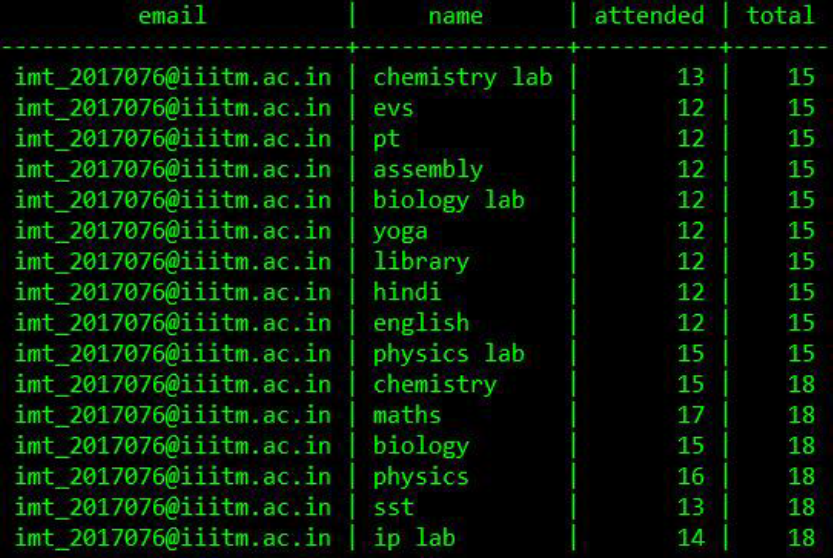 email | name | attended | total
-------------------------+---------------+----------+-------
imt_2017076@iiitm.ac.in | chemistry lab | 13 | 15
imt_2017076@iiitm.ac.in | evs | 12 | 15
imt_2017076@iiitm.ac.in | pt | 12 | 15
imt_2017076@iiitm.ac.in | assembly | 12 | 15
imt_2017076@iiitm.ac.in | biology lab | 12 | 15
imt_2017076@iiitm.ac.in | yoga | 12 | 15
imt_2017076@iiitm.ac.in | library | 12 | 15
imt_2017076@iiitm.ac.in | hindi | 12 | 15
imt_2017076@iiitm.ac.in | english | 12 | 15
imt_2017076@iiitm.ac.in | physics lab | 15 | 15
imt_2017076@iiitm.ac.in | chemistry | 15 | 18
imt_2017076@iiitm.ac.in | maths | 17 | 18
imt_2017076@iiitm.ac.in | biology | 15 | 18
imt_2017076@iiitm.ac.in | physics | 16 | 18
imt_2017076@iiitm.ac.in | sst | 13 | 18
imt_2017076@iiitm.ac.in | ip lab | 14 | 18